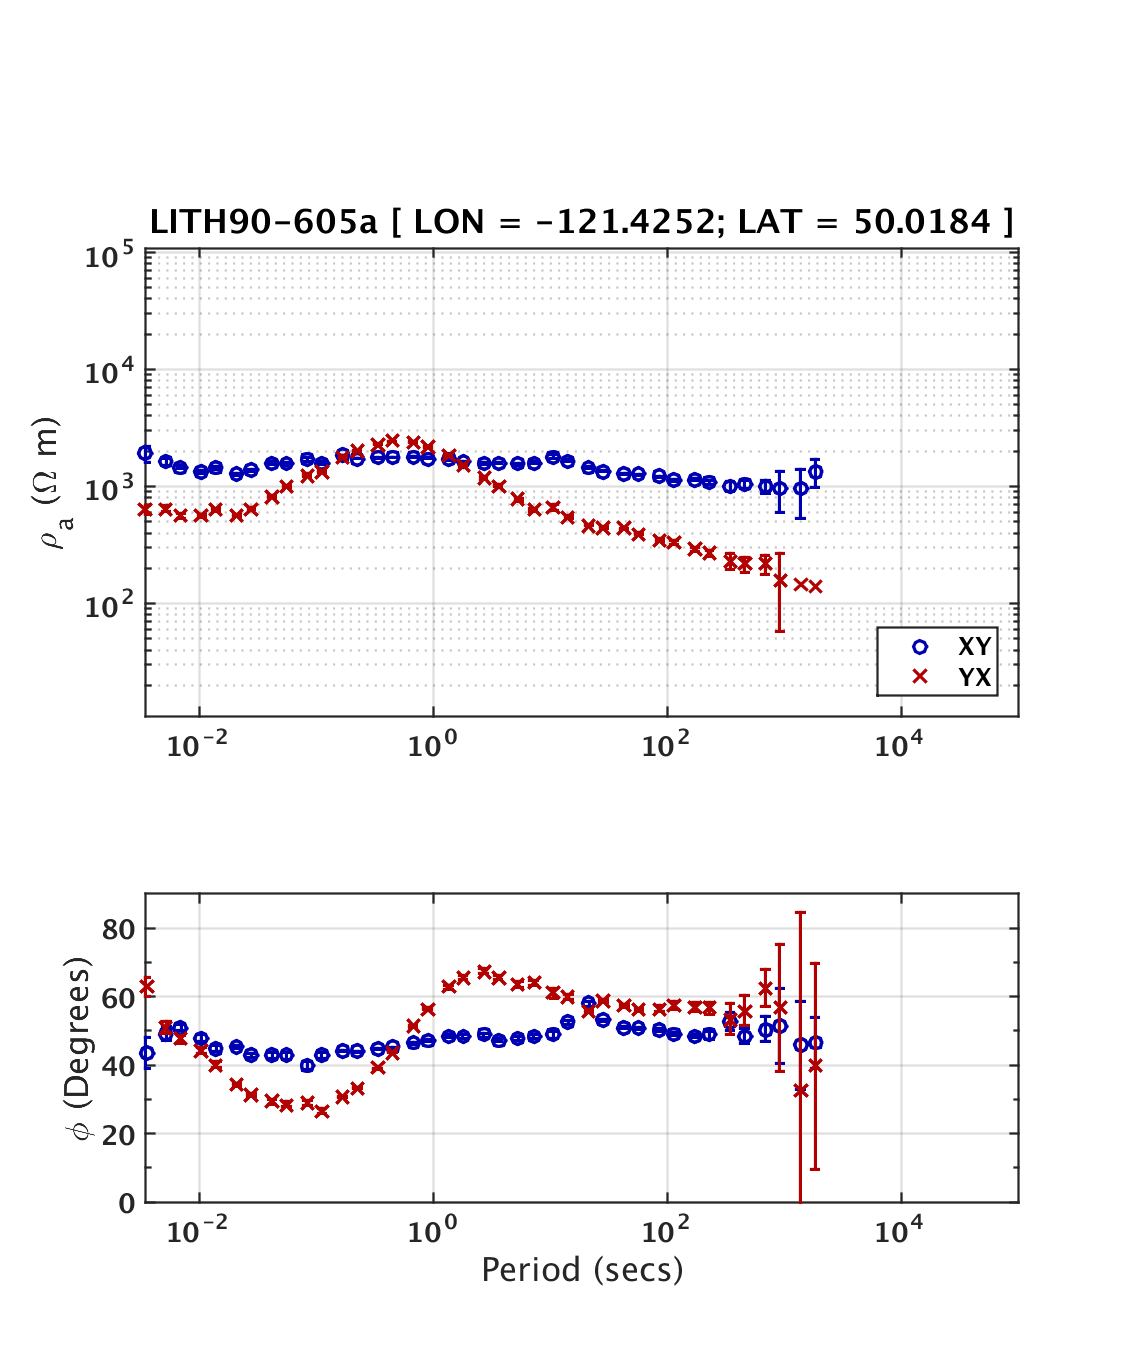 LITH90-605a [ LON = -121.4252; LAT = 50.0184 ]
10^5
10^4
10^3
10^2
ρ_a (Ω m)
XY
YX
10^-2 10^0 10^2 10^4
80
60
40
20
0
ϕ (Degrees)
10^-2 10^0 10^2 10^4
Period (secs)